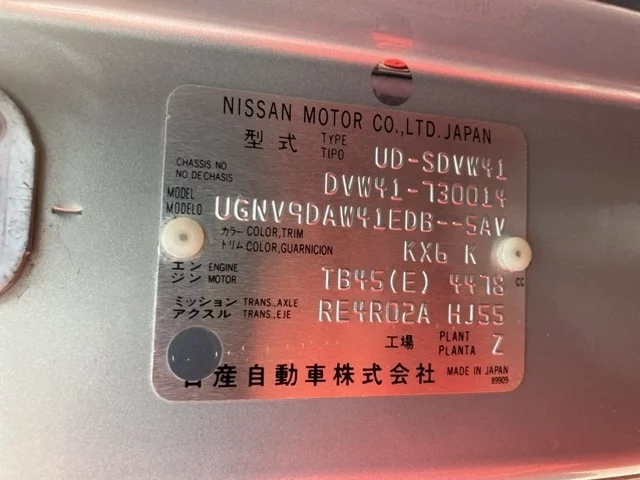 NISSAN MOTOR CO.,LTD. JAPAN
型式 TYPE TIPO UD-SDVW41
CHASSIS NO NO.DE CHASIS DVW41-730014
MODEL MODELO UGNV9DAW41EDB--5AV
カラー COLOR,TRIM
トリム COLOR,GUARNICION KX6 K
エンジン ENGINE MOTOR TB45(E) 4478 CC
ミッション TRANS.,AXLE
アクスル TRANS.,EJE RE4R02A HJ55
工場 PLANT PLANTA Z
産自動車株式会社 MADE IN JAPAN
89909